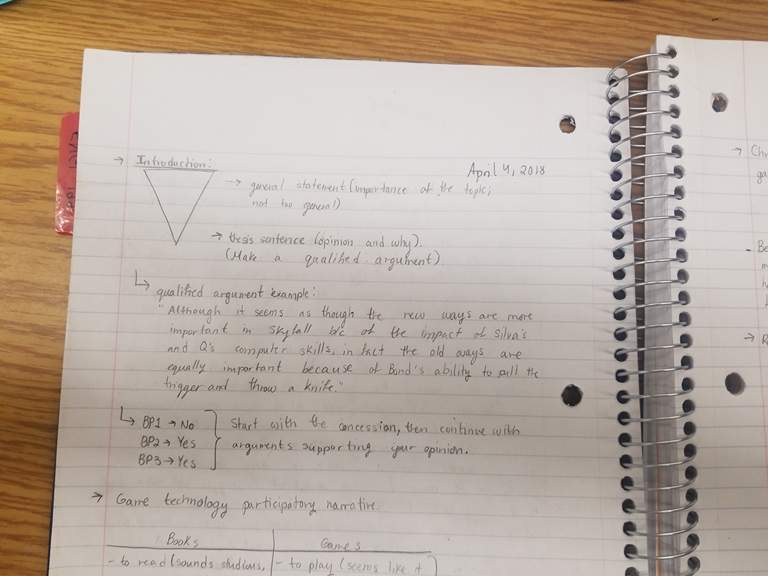 → Introduction:
April 4, 2018
→ general statement (importance of the topic;
not too general)
→ thesis sentence (opinion and why).
(Make a qualified argument)
↳ qualified argument example:
"Although it seems as though the new ways are more
important in Skyfall b/c of the impact of Silva's
and Q's computer skills, in fact the old ways are
equally important because of Bond's ability to pull the
trigger and throw a knife."
↳ BP1 → No
BP2 → Yes
BP3 → Yes
Start with the concession, then continue with
arguments supporting your opinion.
→ Game technology participatory narrative
Books
Games
- to read (sounds studious,
- to play (seems like